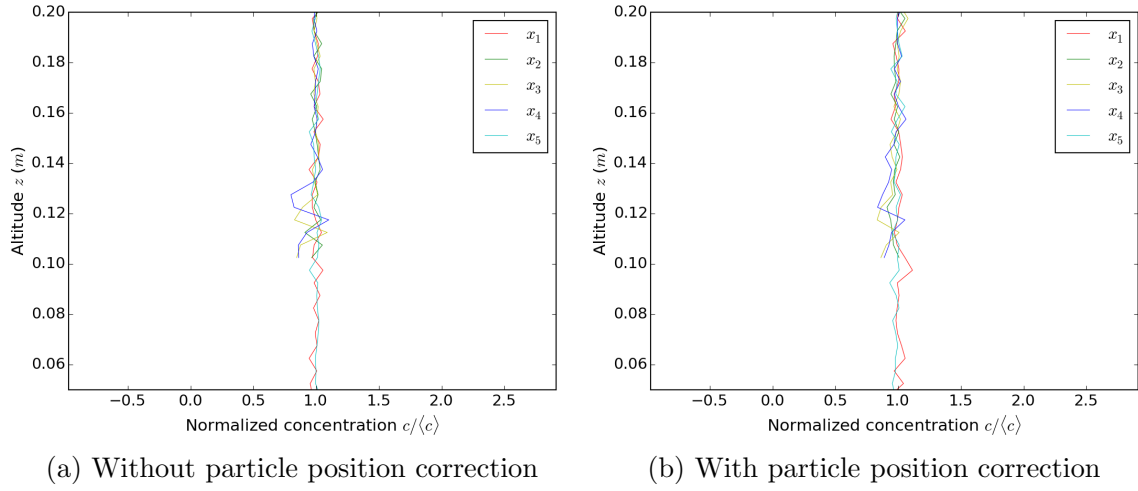 0.20
0.18
0.16
0.14
0.12
0.10
0.08
0.06
Altitude z (m)
−0.5 0.0 0.5 1.0 1.5 2.0 2.5
Normalized concentration c/⟨c⟩
x₁
x₂
x₃
x₄
x₅
(a) Without particle position correction
0.20
0.18
0.16
0.14
0.12
0.10
0.08
0.06
Altitude z (m)
−0.5 0.0 0.5 1.0 1.5 2.0 2.5
Normalized concentration c/⟨c⟩
x₁
x₂
x₃
x₄
x₅
(b) With particle position correction